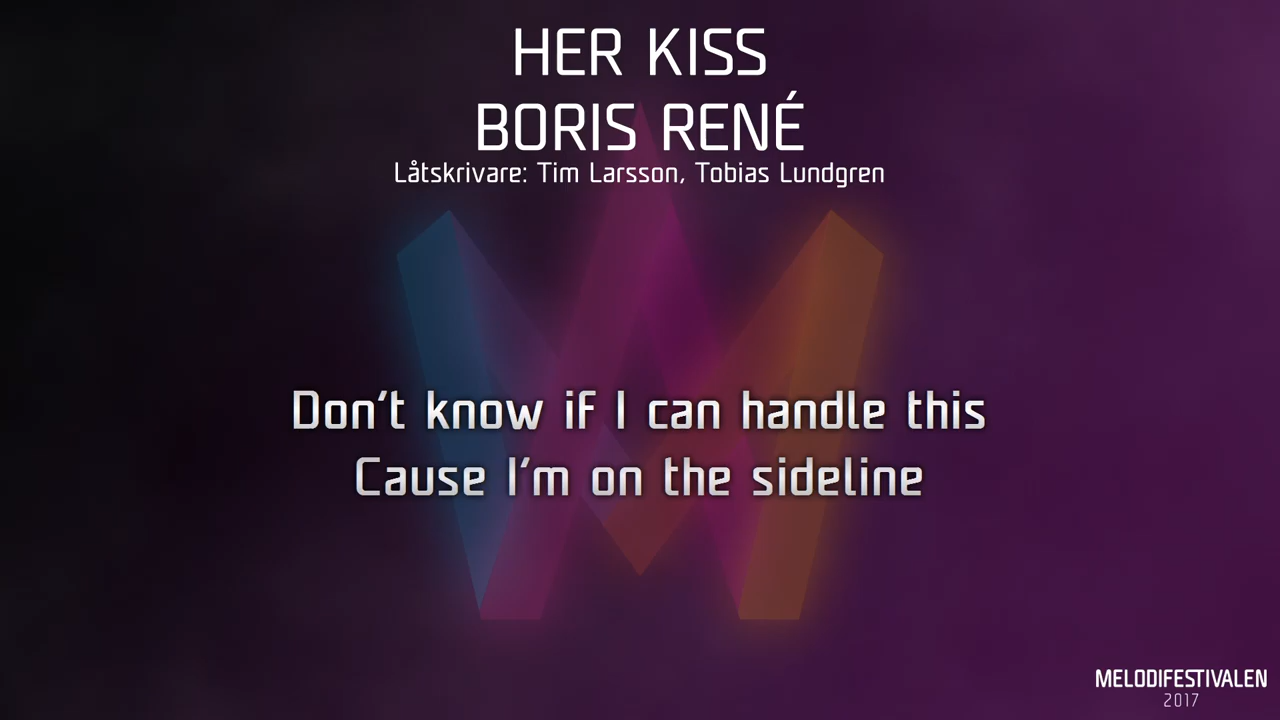 HER KISS
BORIS RENÉ
Låtskrivare: Tim Larsson, Tobias Lundgren
Don't know if I can handle this
Cause I'm on the sideline
MELODIFESTIVALEN
2017